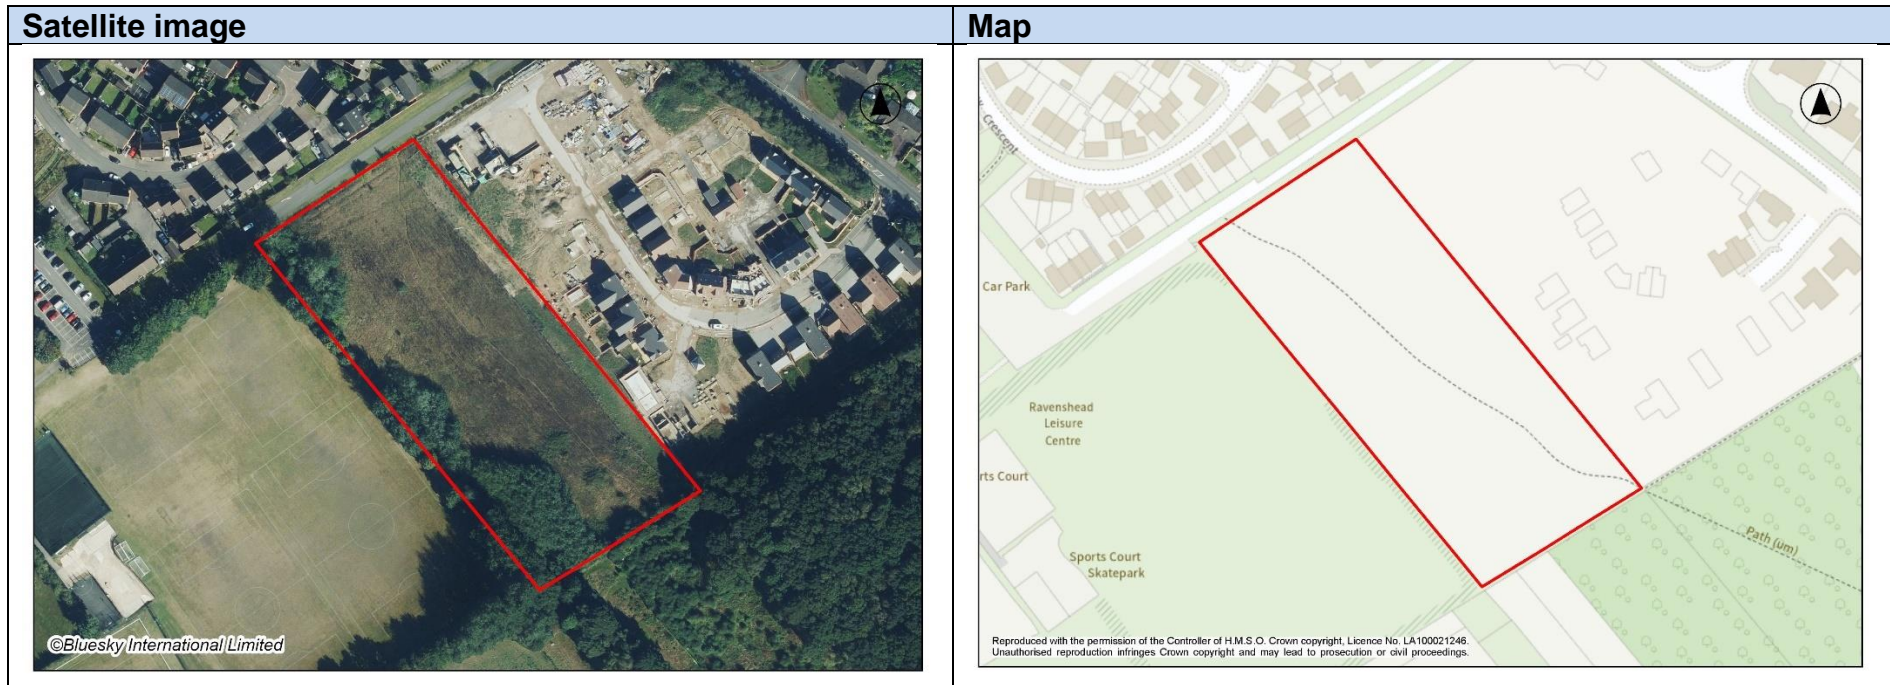 Satellite image
Map
©Bluesky International Limited
Crescent
Car Park
Ravenshead
Leisure
Centre
rts Court
Sports Court
Skatepark
Path (um)
Reproduced with the permission of the Controller of H.M.S.O. Crown copyright, Licence No. LA100021246.
Unauthorised reproduction infringes Crown copyright and may lead to prosecution or civil proceedings.